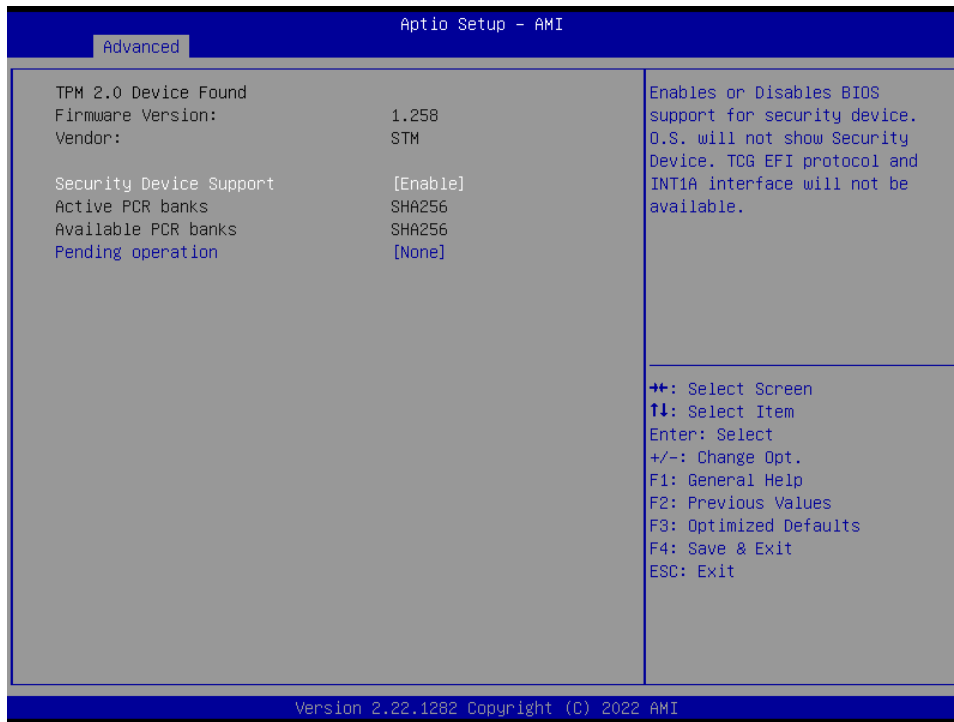 Aptio Setup - AMI
Advanced
TPM 2.0 Device Found
Firmware Version: 1.258
Vendor: STM
Security Device Support [Enable]
Active PCR banks SHA256
Available PCR banks SHA256
Pending operation [None]
Enables or Disables BIOS
support for security device.
O.S. will not show Security
Device. TCG EFI protocol and
INT1A interface will not be
available.
→←: Select Screen
↑↓: Select Item
Enter: Select
+/-: Change Opt.
F1: General Help
F2: Previous Values
F3: Optimized Defaults
F4: Save & Exit
ESC: Exit
Version 2.22.1282 Copyright (C) 2022 AMI